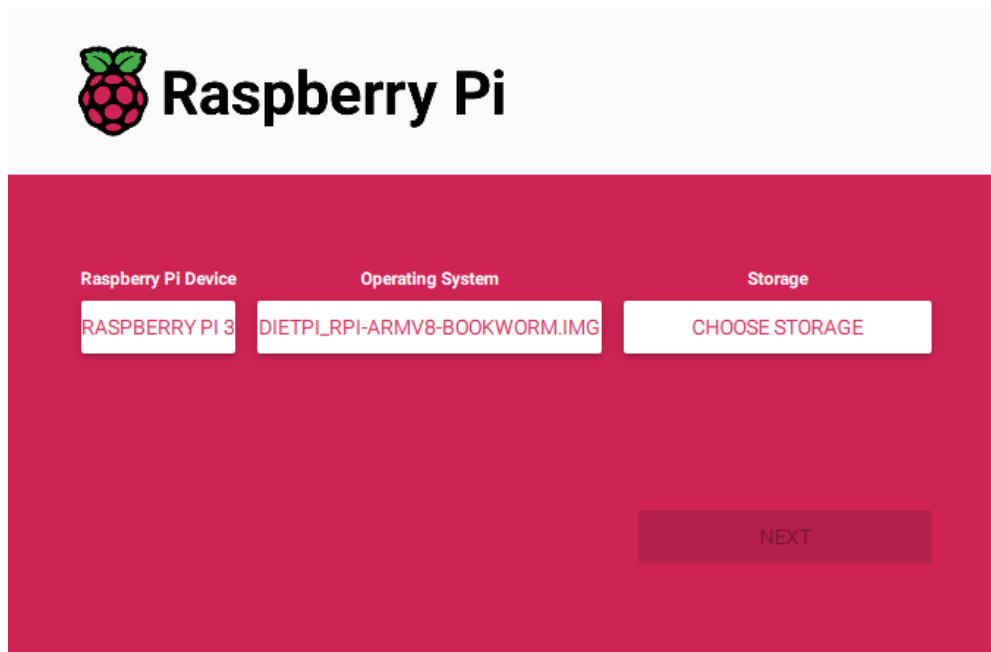 Raspberry Pi
Raspberry Pi Device
Operating System
Storage
RASPBERRY PI 3
DIETPI_RPI-ARMV8-BOOKWORM.IMG
CHOOSE STORAGE
NEXT